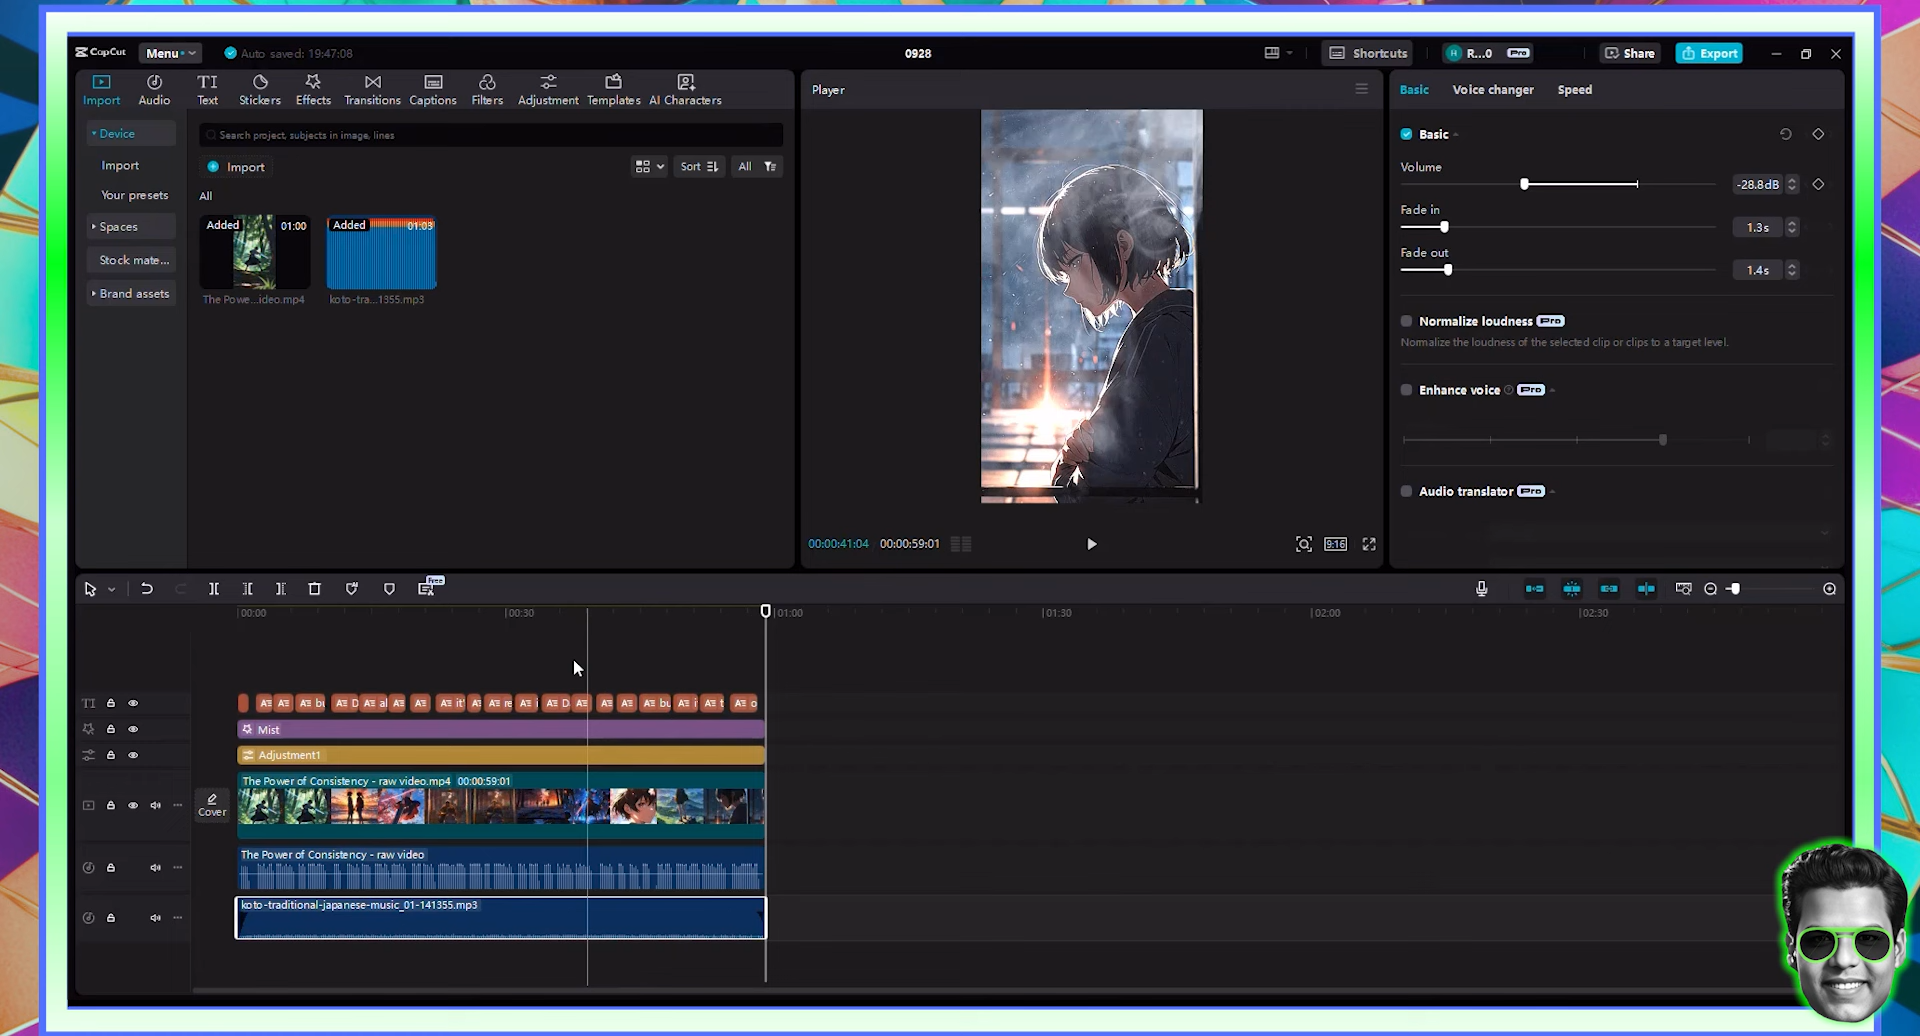 CapCut Menu Auto saved: 19:47:08 0928 Shortcuts H R...0 Pro Share Export
Import Audio Text Stickers Effects Transitions Captions Filters Adjustment Templates AI Characters
Device
Import
Your presets
Spaces
Stock mate...
Brand assets
Search project, subjects in image, lines
Import Sort All
All
Added 01:00
The Powe...ideo.mp4
Added 01:03
koto-tra...1355.mp3
Player
00:00:41:04 00:00:59:01 9:16
Basic Voice changer Speed
Basic
Volume
-28.8dB
Fade in
1.3s
Fade out
1.4s
Normalize loudness Pro
Normalize the loudness of the selected clip or clips to a target level.
Enhance voice Pro
Audio translator Pro
Free
00:00 00:30 01:00 01:30 02:00 02:30
TI
Mist
Adjustment1
The Power of Consistency - raw video.mp4 00:00:59:01
Cover
The Power of Consistency - raw video
koto-traditional-japanese-music_01-141355.mp3